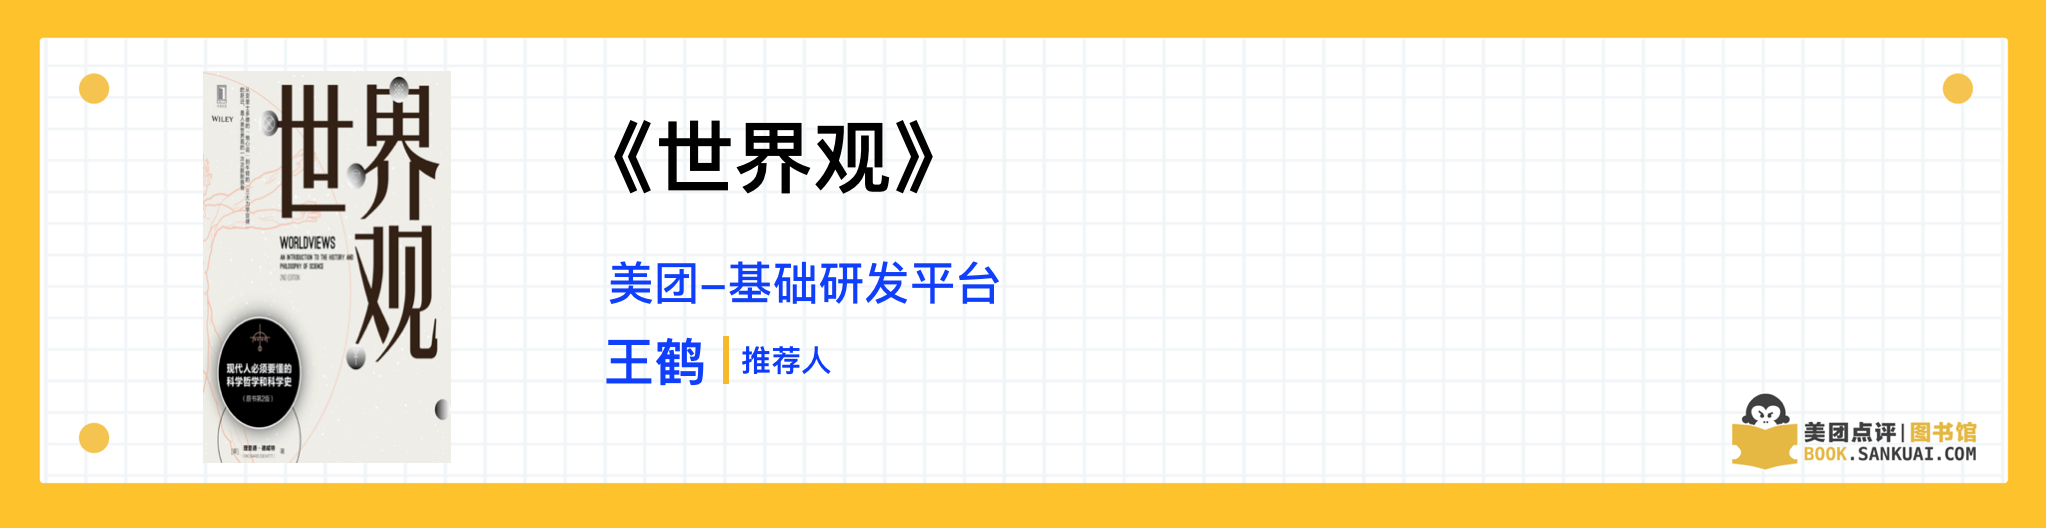 世界
观
WILEY
WORLDVIEWS
AN INTRODUCTION TO THE HISTORY AND
PHILOSOPHY OF SCIENCE
2ND EDITION
现代人必须要懂的
科学哲学和科学史
（原书第2版）
《世界观》
美团–基础研发平台
王鹤 推荐人
美团点评|图书馆
BOOK.SANKUAI.COM